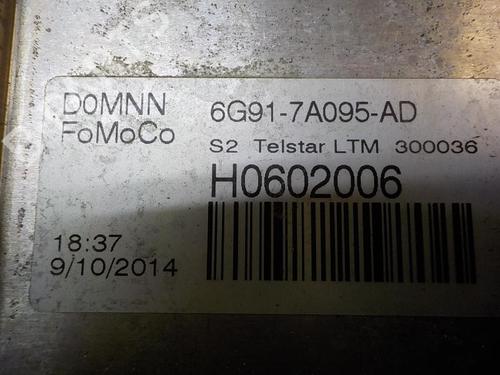 D0MNN 6G91-7A095-AD
FoMoCo S2 Telstar LTM 300036
H0602006
18:37
9/10/2014